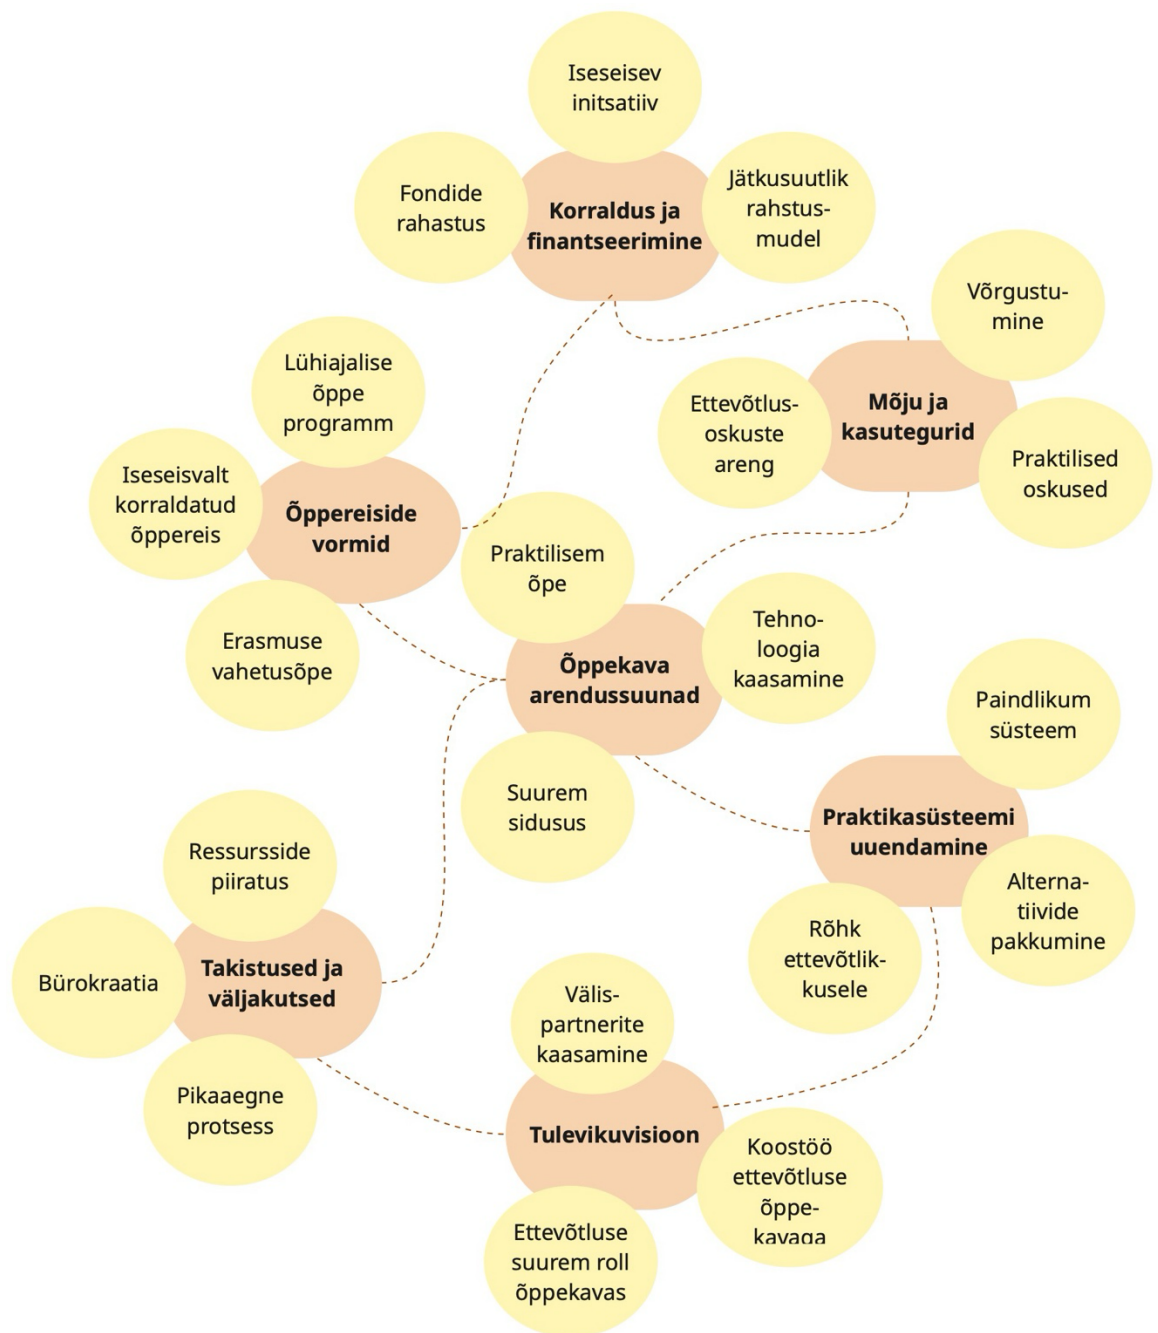 Iseseisev
initsatiiv
Fondide
rahastus
Korraldus ja
finantseerimine
Jätkusuutlik
rahstus-
mudel
Võrgustu-
mine
Ettevõtlus-
oskuste
areng
Mõju ja
kasutegurid
Praktilised
oskused
Lühiajalise
õppe
programm
Iseseisvalt
korraldatud
õppereis
Õppereiside
vormid
Erasmuse
vahetusõpe
Praktilisem
õpe
Õppekava
arendussuunad
Tehno-
loogia
kaasamine
Suurem
sidusus
Paindlikum
süsteem
Praktikasüsteemi
uuendamine
Alterna-
tiivide
pakkumine
Rõhk
ettevõtlik-
kusele
Ressursside
piiratus
Bürokraatia
Takistused ja
väljakutsed
Pikaaegne
protsess
Välis-
partnerite
kaasamine
Tulevikuvisioon
Koostöö
ettevõtluse
õppe-
kavaga
Ettevõtluse
suurem roll
õppekavas